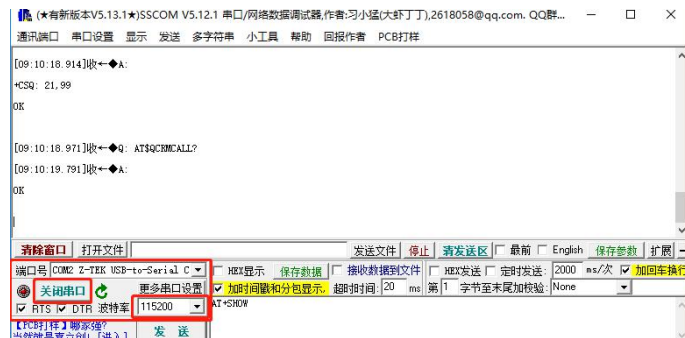 (★有新版本V5.13.1★)SSCOM V5.12.1 串口/网络数据调试器,作者:习小猛(大虾丁丁),2618058@qq.com. QQ群...
通讯端口 串口设置 显示 发送 多字符串 小工具 帮助 回报作者 PCB打样
[09:10:18.914]收←◆A:
+CSQ: 21,99
OK
[09:10:18.971]收←◆Q: AT$QCRMCALL?
[09:10:19.791]收←◆A:
OK
清除窗口 打开文件 发送文件 停止 清发送区 最前 English 保存参数 扩展 −
端口号 COM2 Z-TEK USB-to-Serial C HEX显示 保存数据 接收数据到文件 HEX发送 定时发送: 2000 ms/次 加回车换行
关闭串口 更多串口设置 加时间戳和分包显示. 超时时间: 20 ms 第 1 字节至末尾加校验: None
RTS DTR 波特率 115200 AT+SHOW
【PCB打样】哪家强?
发 送
当然就是嘉立创! [进入]